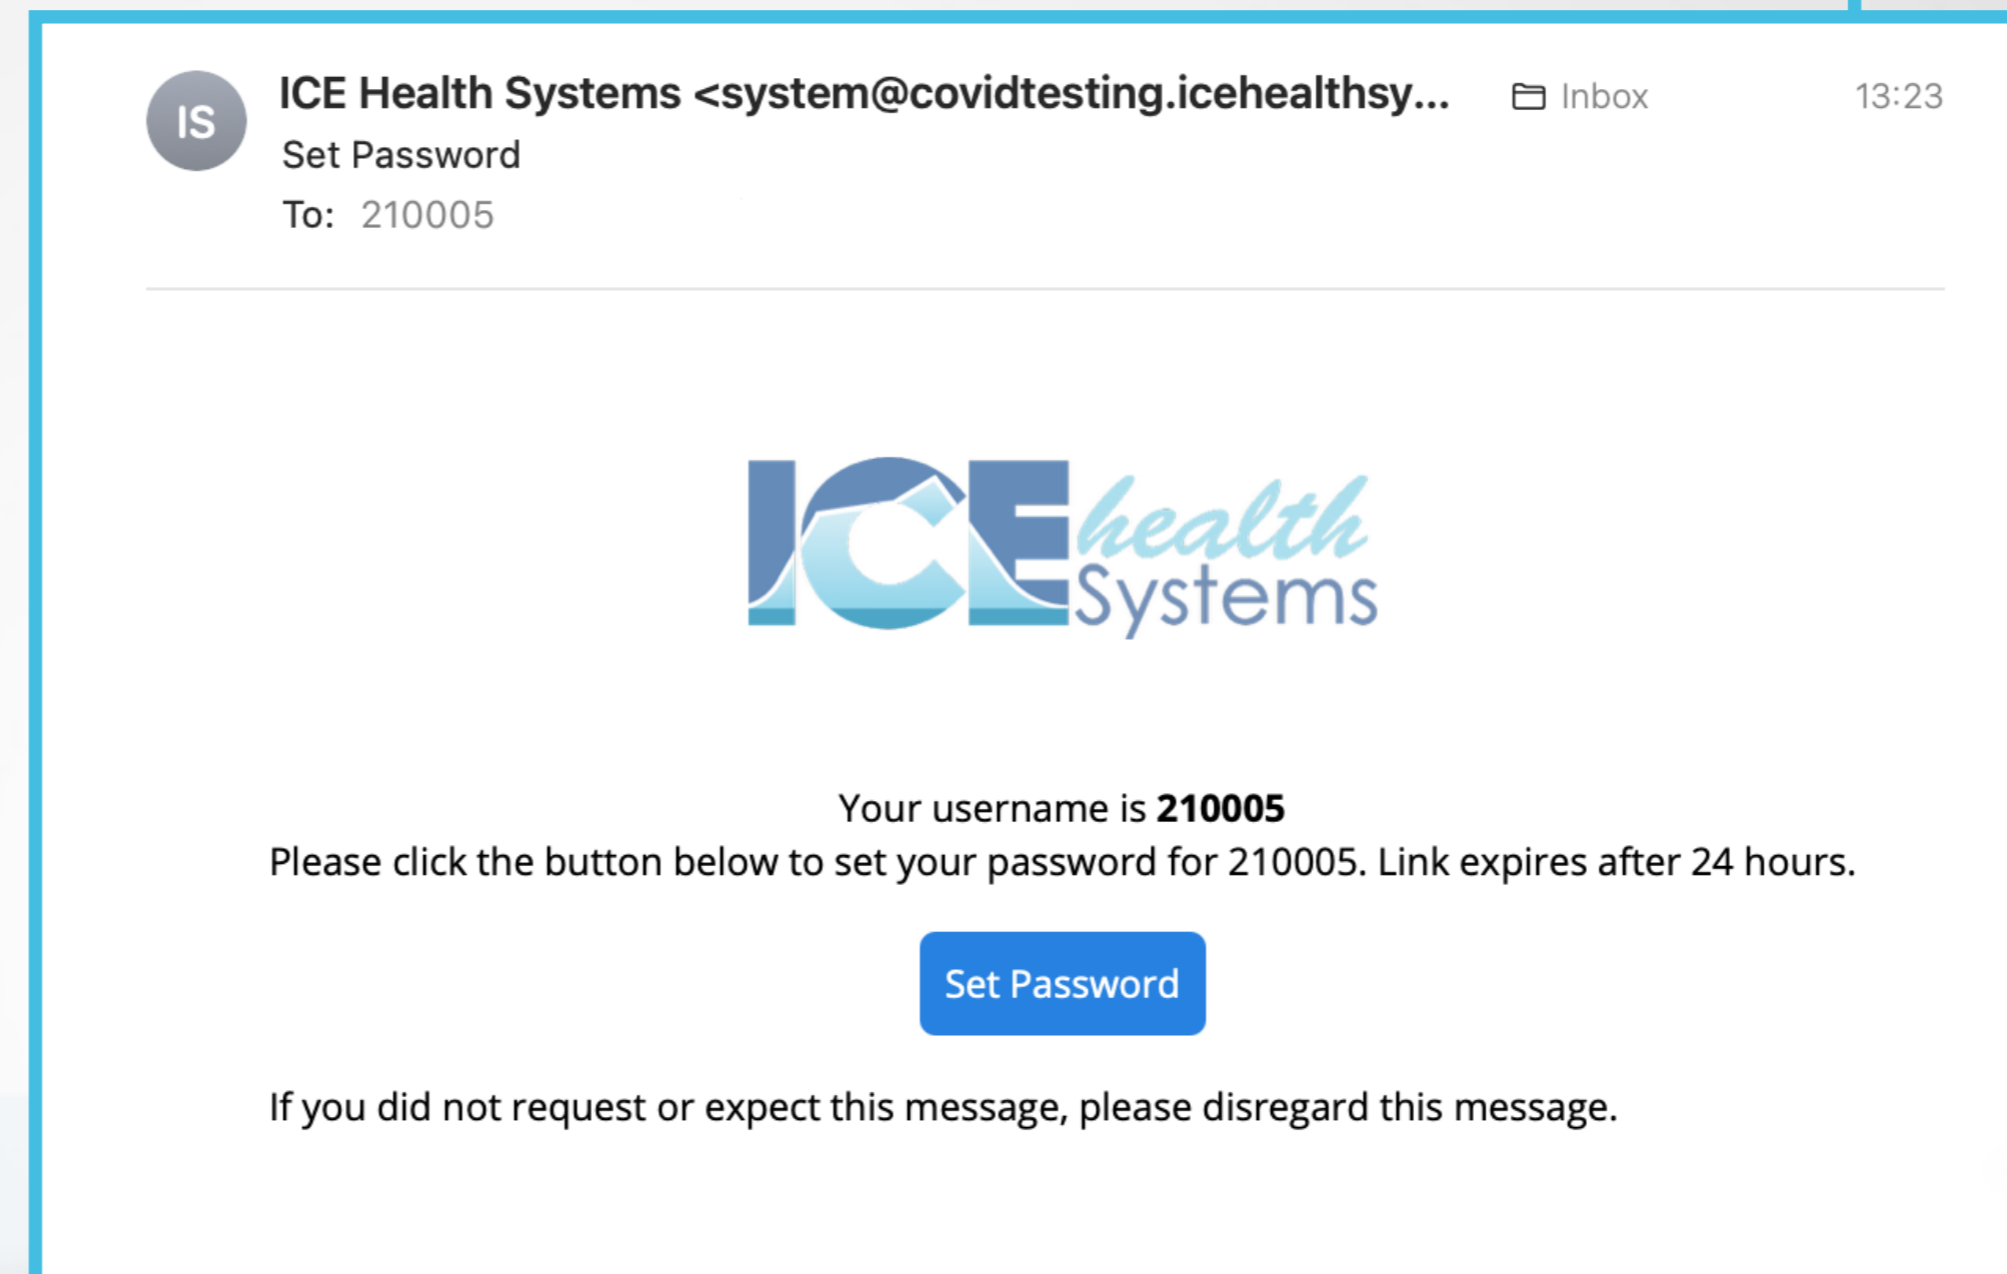 IS
ICE Health Systems <system@covidtesting.icehealthsy...
Inbox
13:23
Set Password
To: 210005
ICE health
Systems
Your username is 210005
Please click the button below to set your password for 210005. Link expires after 24 hours.
Set Password
If you did not request or expect this message, please disregard this message.